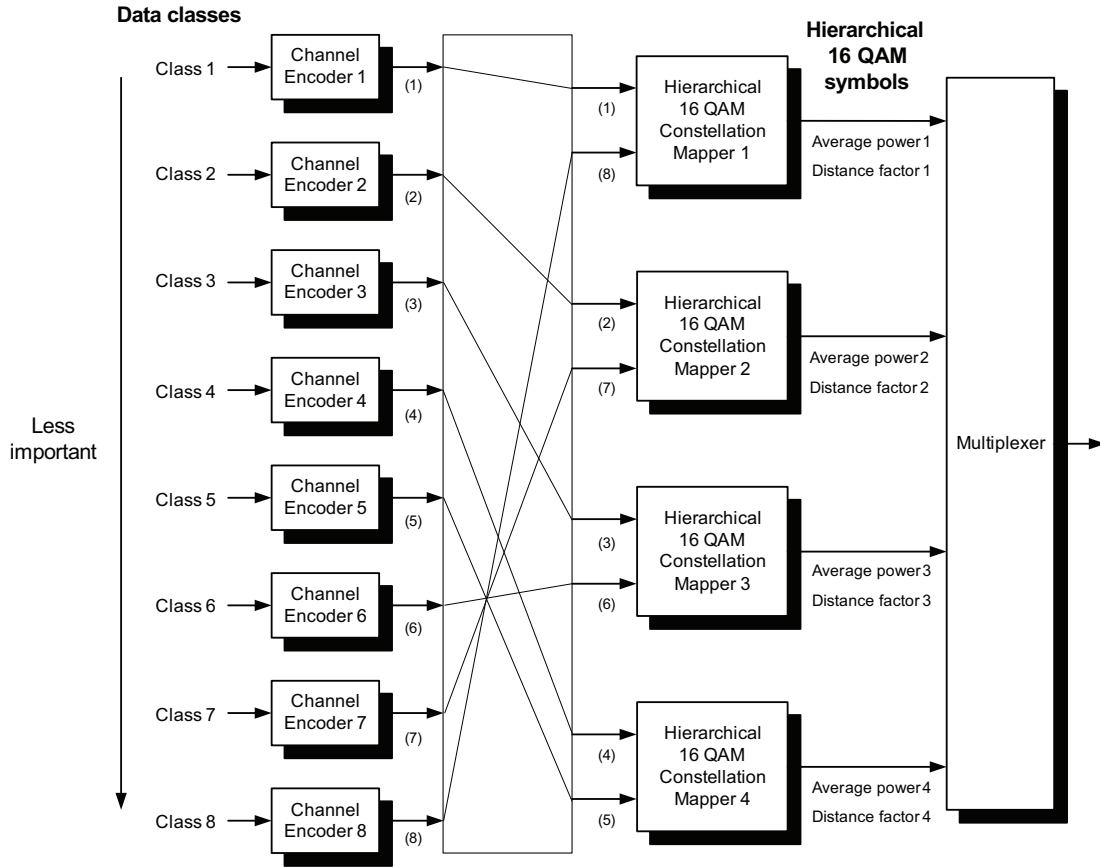 Data classes
Hierarchical
16 QAM
symbols
Less
important
Class 1
Channel
Encoder 1
(1)
Class 2
Channel
Encoder 2
(2)
Class 3
Channel
Encoder 3
(3)
Class 4
Channel
Encoder 4
(4)
Class 5
Channel
Encoder 5
(5)
Class 6
Channel
Encoder 6
(6)
Class 7
Channel
Encoder 7
(7)
Class 8
Channel
Encoder 8
(8)
(1)
(8)
Hierarchical
16 QAM
Constellation
Mapper 1
Average power 1
Distance factor 1
(2)
(7)
Hierarchical
16 QAM
Constellation
Mapper 2
Average power 2
Distance factor 2
(3)
(6)
Hierarchical
16 QAM
Constellation
Mapper 3
Average power 3
Distance factor 3
(4)
(5)
Hierarchical
16 QAM
Constellation
Mapper 4
Average power 4
Distance factor 4
Multiplexer